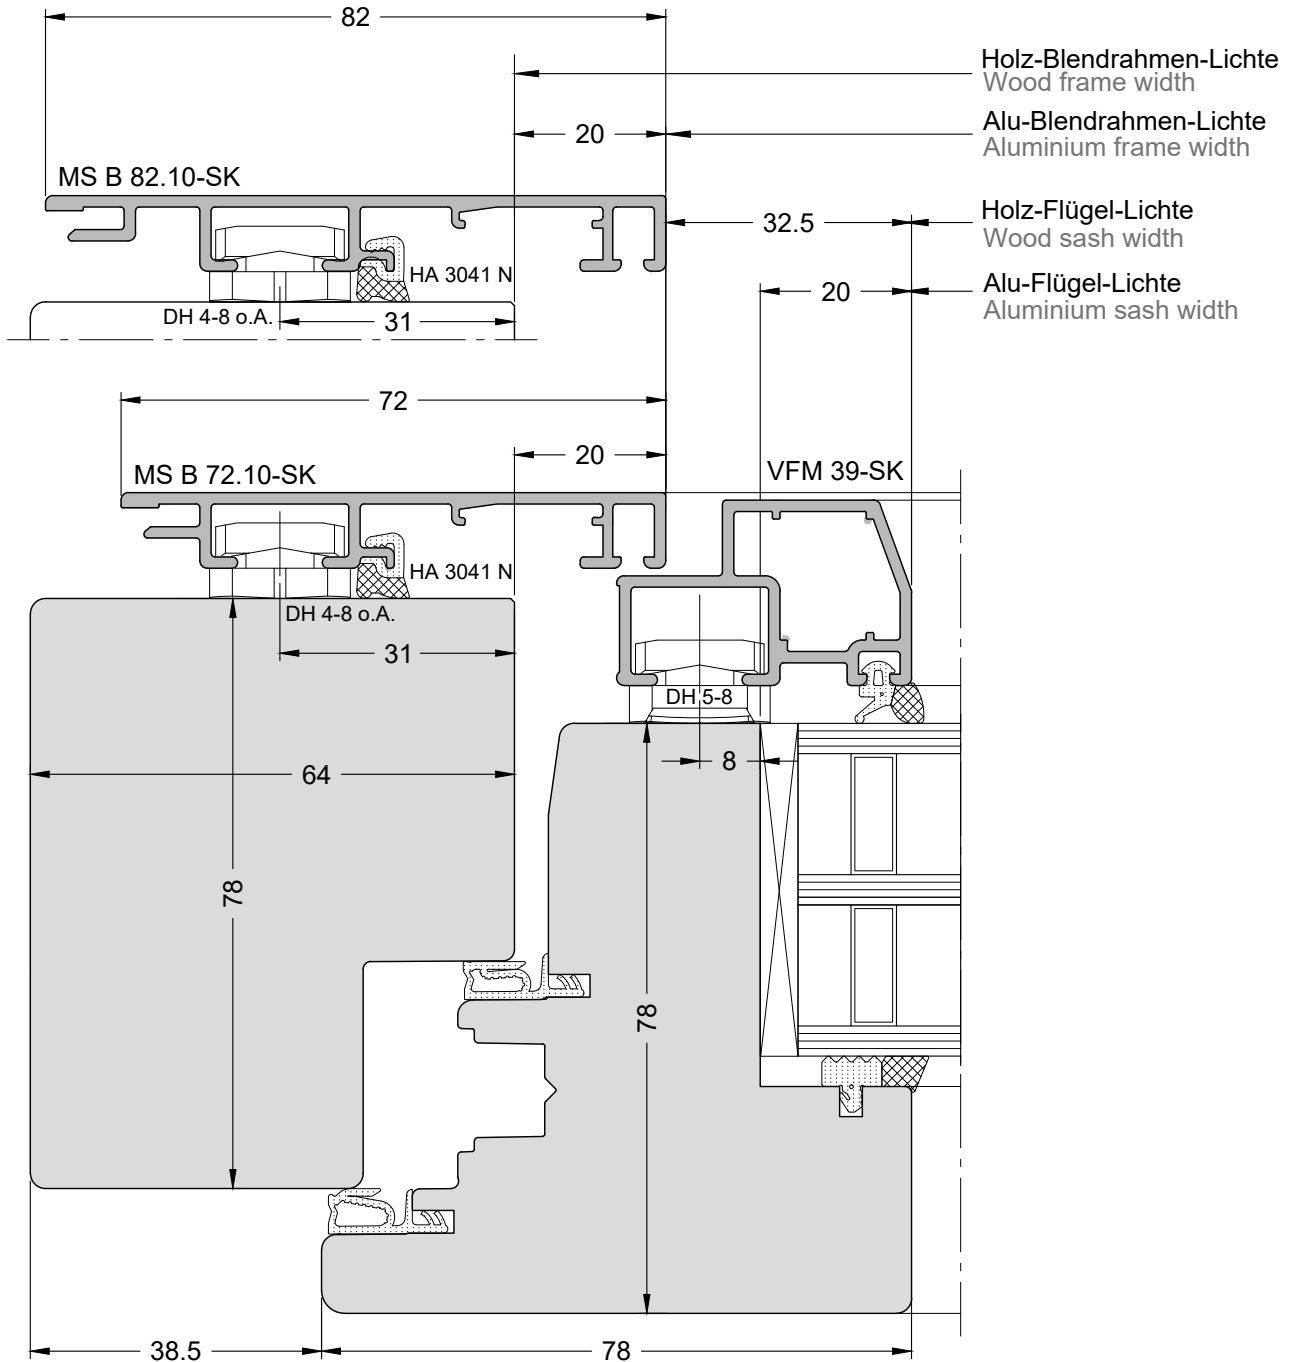 82
Holz-Blendrahmen-Lichte
Wood frame width
20
Alu-Blendrahmen-Lichte
Aluminium frame width
MS B 82.10-SK
32.5
Holz-Flügel-Lichte
Wood sash width
HA 3041 N
20
Alu-Flügel-Lichte
Aluminium sash width
DH 4-8 o.A.
31
72
20
MS B 72.10-SK
VFM 39-SK
HA 3041 N
DH 4-8 o.A.
31
DH 5-8
64
8
78
78
38.5
78